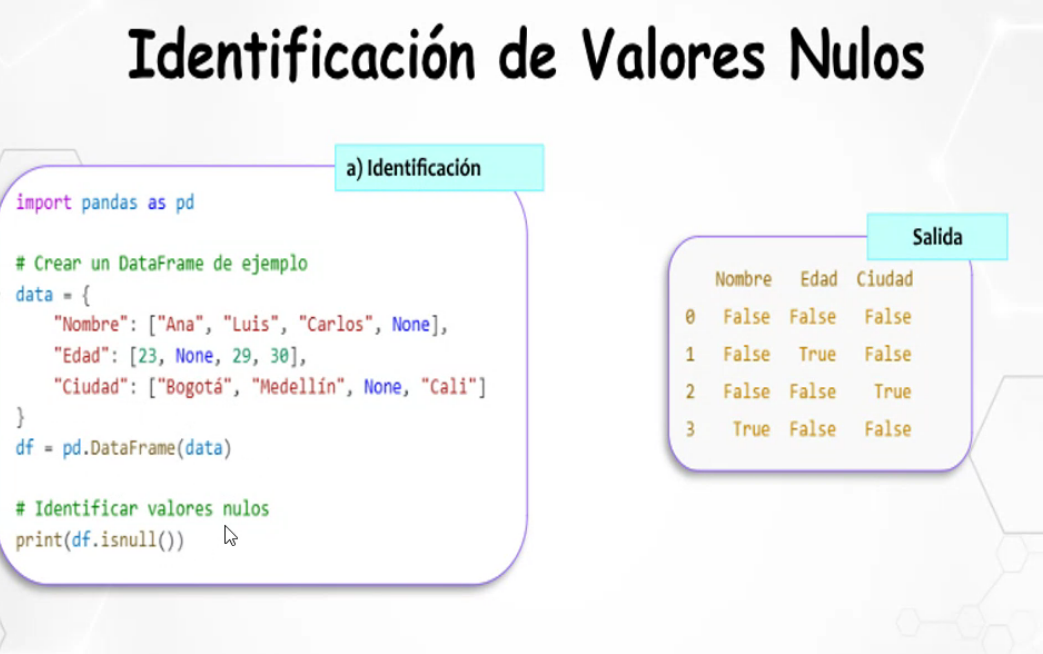 Identificación de Valores Nulos
a) Identificación
import pandas as pd
# Crear un DataFrame de ejemplo
data = {
    "Nombre": ["Ana", "Luis", "Carlos", None],
    "Edad": [23, None, 29, 30],
    "Ciudad": ["Bogotá", "Medellín", None, "Cali"]
}
df = pd.DataFrame(data)
# Identificar valores nulos
print(df.isnull())
Salida
Nombre Edad Ciudad
0 False False False
1 False True False
2 False False True
3 True False False